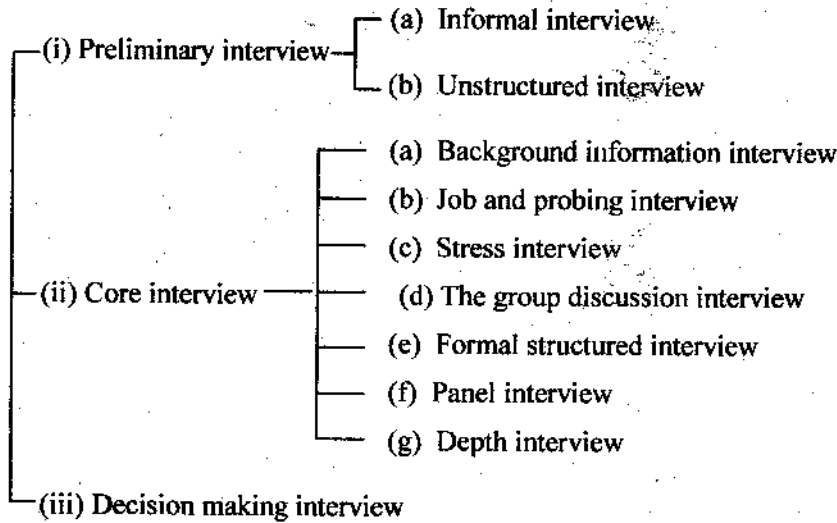 (a) Informal interview
(i) Preliminary interview
(b) Unstructured interview
(a) Background information interview
(b) Job and probing interview
(c) Stress interview
(ii) Core interview
(d) The group discussion interview
(e) Formal structured interview
(f) Panel interview
(g) Depth interview
(iii) Decision making interview